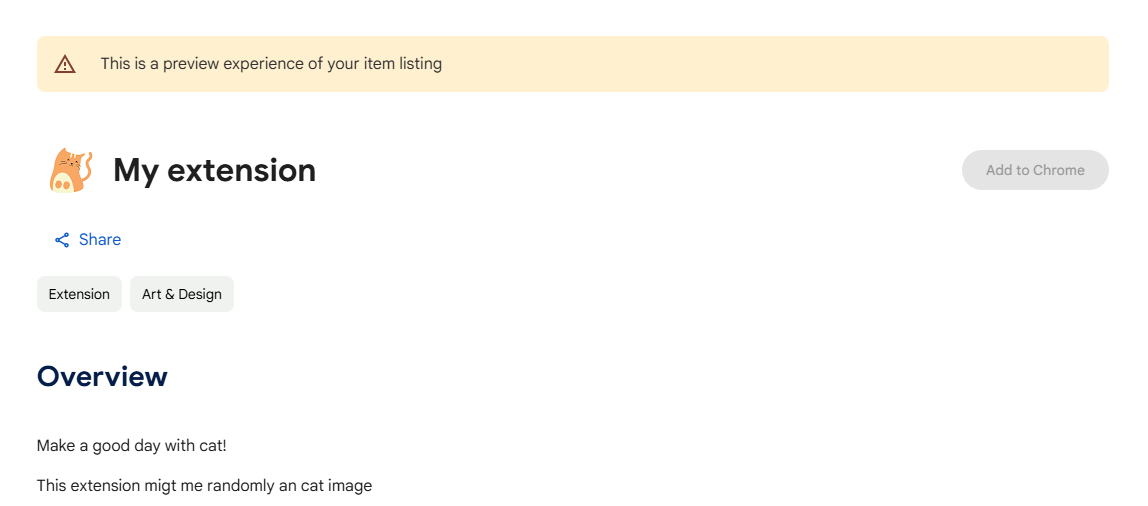 This is a preview experience of your item listing
My extension
Add to Chrome
Share
Extension
Art & Design
Overview
Make a good day with cat!
This extension migt me randomly an cat image